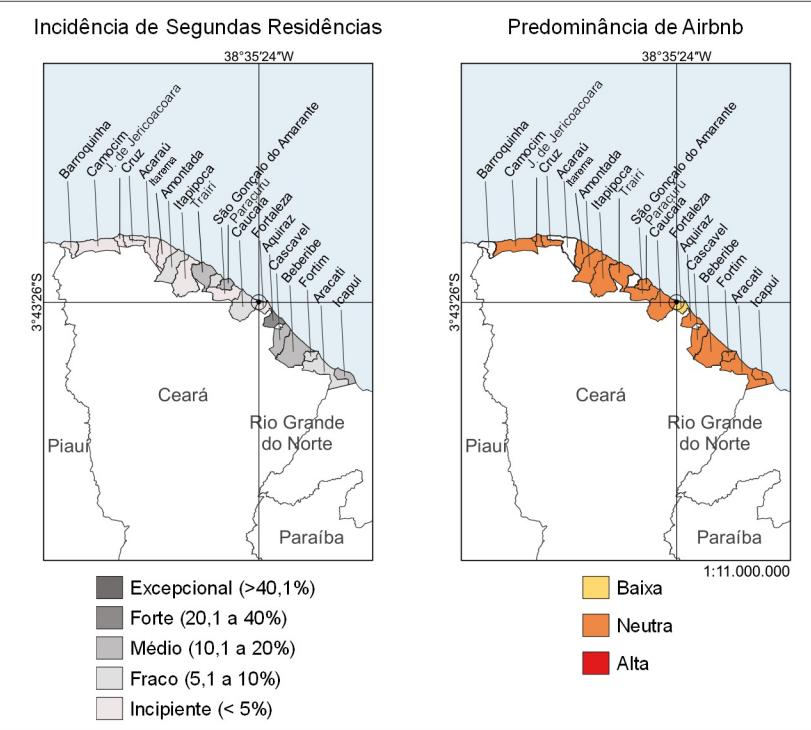 Incidência de Segundas Residências
38°35'24"W
Barroquinha
Camocim
J. de Jericoacoara
Cruz
Acaraú
Itarema
Amontada
Itapipoca
Trairi
São Gonçalo do Amarante
Paracuru
Caucaia
Fortaleza
Aquiraz
Cascavel
Beberibe
Fortim
Aracati
Icapuí
3°43'26"S
Ceará
Rio Grande
do Norte
Piauí
Paraíba
Excepcional (>40,1%)
Forte (20,1 a 40%)
Médio (10,1 a 20%)
Fraco (5,1 a 10%)
Incipiente (< 5%)
Predominância de Airbnb
38°35'24"W
Barroquinha
Camocim
J. de Jericoacoara
Cruz
Acaraú
Itarema
Amontada
Itapipoca
Trairi
São Gonçalo do Amarante
Paracuru
Caucaia
Fortaleza
Aquiraz
Cascavel
Beberibe
Fortim
Aracati
Icapuí
3°43'26"S
Ceará
Rio Grande
do Norte
Piauí
Paraíba
1:11.000.000
Baixa
Neutra
Alta